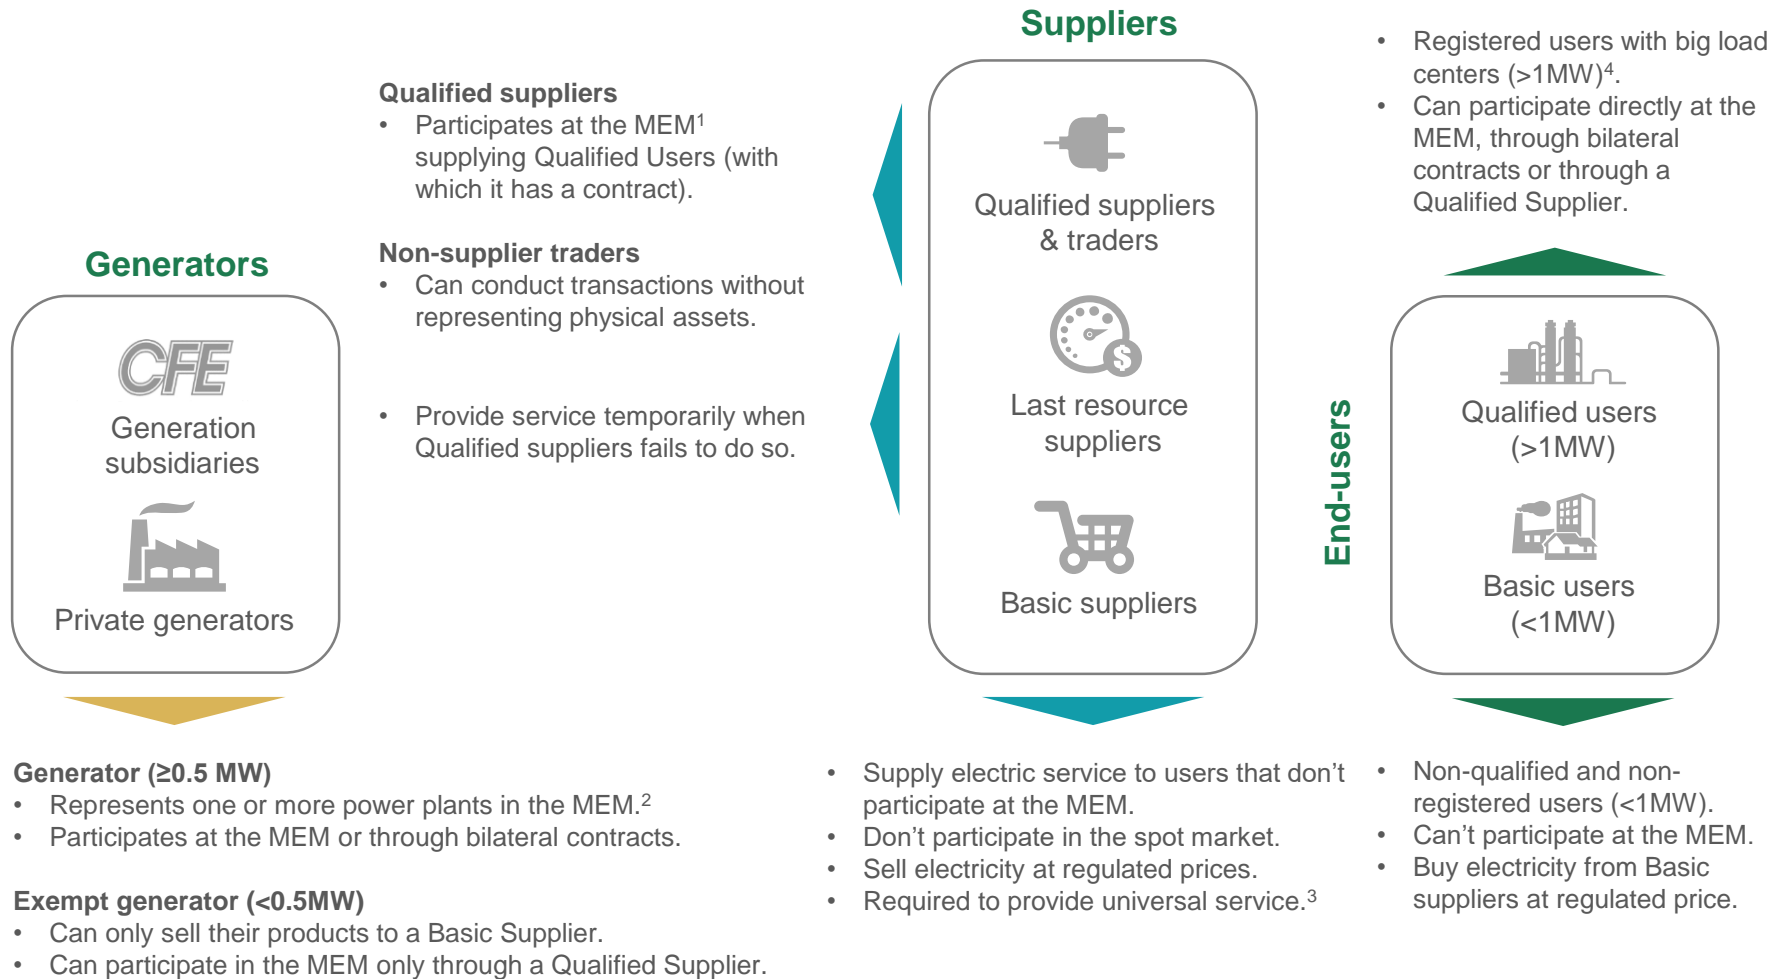 Generators
CFE
Generation
subsidiaries
Private generators
Generator (≥0.5 MW)
• Represents one or more power plants in the MEM.²
• Participates at the MEM or through bilateral contracts.
Exempt generator (<0.5MW)
• Can only sell their products to a Basic Supplier.
• Can participate in the MEM only through a Qualified Supplier.
Qualified suppliers
• Participates at the MEM¹
supplying Qualified Users (with
which it has a contract).
Non-supplier traders
• Can conduct transactions without
representing physical assets.
• Provide service temporarily when
Qualified suppliers fails to do so.
Suppliers
Qualified suppliers
& traders
$
Last resource
suppliers
Basic suppliers
• Supply electric service to users that don’t
participate at the MEM.
• Don’t participate in the spot market.
• Sell electricity at regulated prices.
• Required to provide universal service.³
End-users
• Registered users with big load
centers (>1MW)⁴.
• Can participate directly at the
MEM, through bilateral
contracts or through a
Qualified Supplier.
Qualified users
(>1MW)
Basic users
(<1MW)
• Non-qualified and non-
registered users (<1MW).
• Can’t participate at the MEM.
• Buy electricity from Basic
suppliers at regulated price.